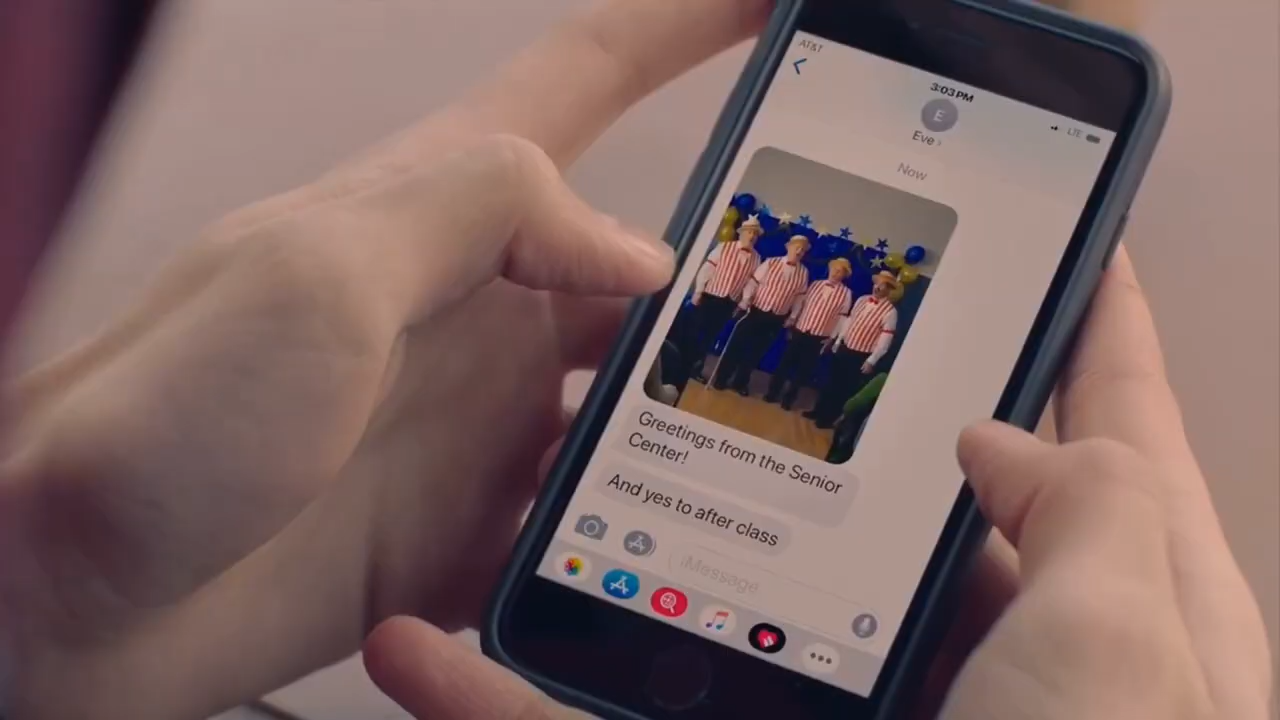 AT&T
3:03 PM
LTE
E
Eve
Now
Greetings from the Senior
Center!
And yes to after class
iMessage